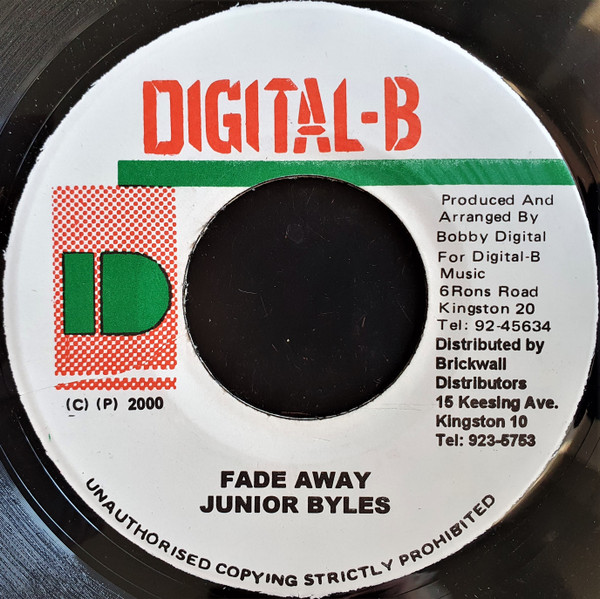 DIGITAL-B
Produced And
Arranged By
Bobby Digital
For Digital-B
Music
6Rons Road
Kingston 20
Tel: 92-45634
Distributed by
Brickwall
Distributors
15 Keesing Ave.
Kingston 10
Tel: 923-5753
D
(C) (P) 2000
FADE AWAY
JUNIOR BYLES
UNAUTHORISED COPYING STRICTLY PROHIBITED